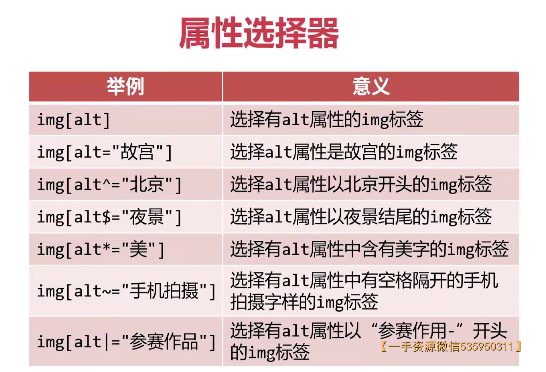 属性选择器
举例 意义
img[alt] 选择有alt属性的img标签
img[alt="故宫"] 选择alt属性是故宫的img标签
img[alt^="北京"] 选择alt属性以北京开头的img标签
img[alt$="夜景"] 选择alt属性以夜景结尾的img标签
img[alt*="美"] 选择有alt属性中含有美字的img标签
img[alt~="手机拍摄"] 选择有alt属性中有空格隔开的手机
拍摄字样的img标签
img[alt|="参赛作品"] 选择有alt属性以“参赛作用-”开头
的img标签
【一手资源微信535950311】